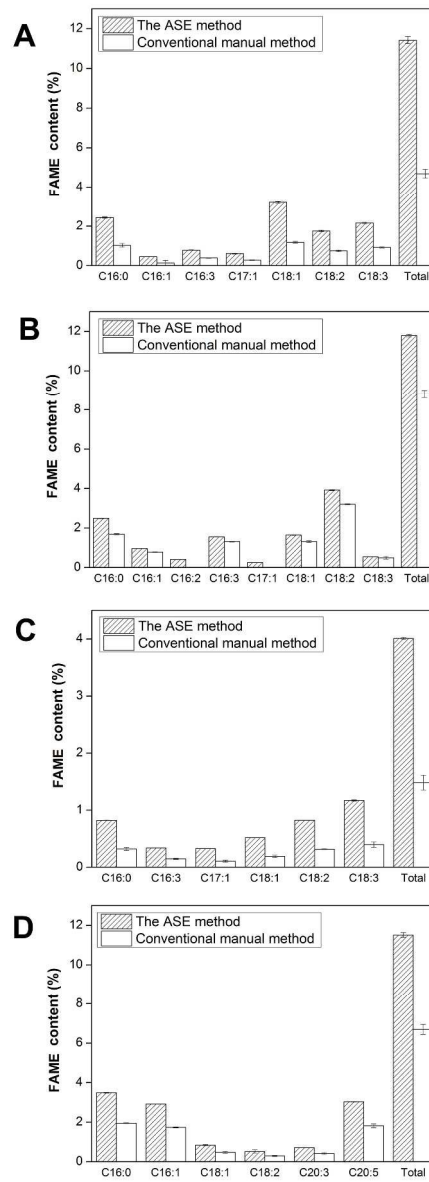 A
The ASE method
Conventional manual method
FAME content (%)
12
10
8
6
4
2
0
C16:0 C16:1 C16:3 C17:1 C18:1 C18:2 C18:3 Total
B
The ASE method
Conventional manual method
FAME content (%)
12
10
8
6
4
2
0
C16:0 C16:1 C16:2 C16:3 C17:1 C18:1 C18:2 C18:3 Total
C
The ASE method
Conventional manual method
FAME content (%)
4
3
2
1
0
C16:0 C16:3 C17:1 C18:1 C18:2 C18:3 Total
D
The ASE method
Conventional manual method
FAME content (%)
12
10
8
6
4
2
0
C16:0 C16:1 C18:1 C18:2 C20:3 C20:5 Total